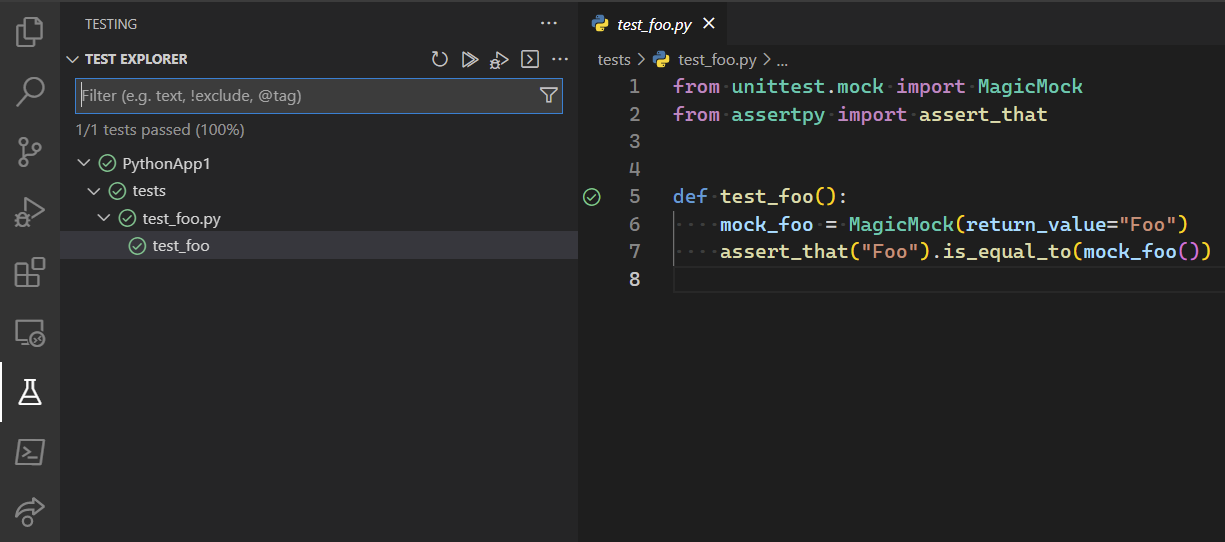 TESTING
TEST EXPLORER
Filter (e.g. text, !exclude, @tag)
1/1 tests passed (100%)
PythonApp1
tests
test_foo.py
test_foo
test_foo.py
tests > test_foo.py > ...
1 from unittest.mock import MagicMock
2 from assertpy import assert_that
3
4
5 def test_foo():
6     mock_foo = MagicMock(return_value="Foo")
7     assert_that("Foo").is_equal_to(mock_foo())
8